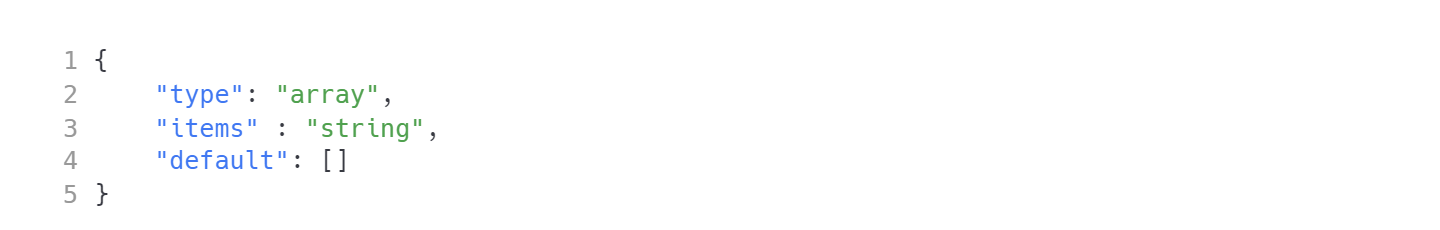 1 {
2     "type": "array",
3     "items" : "string",
4     "default": []
5 }